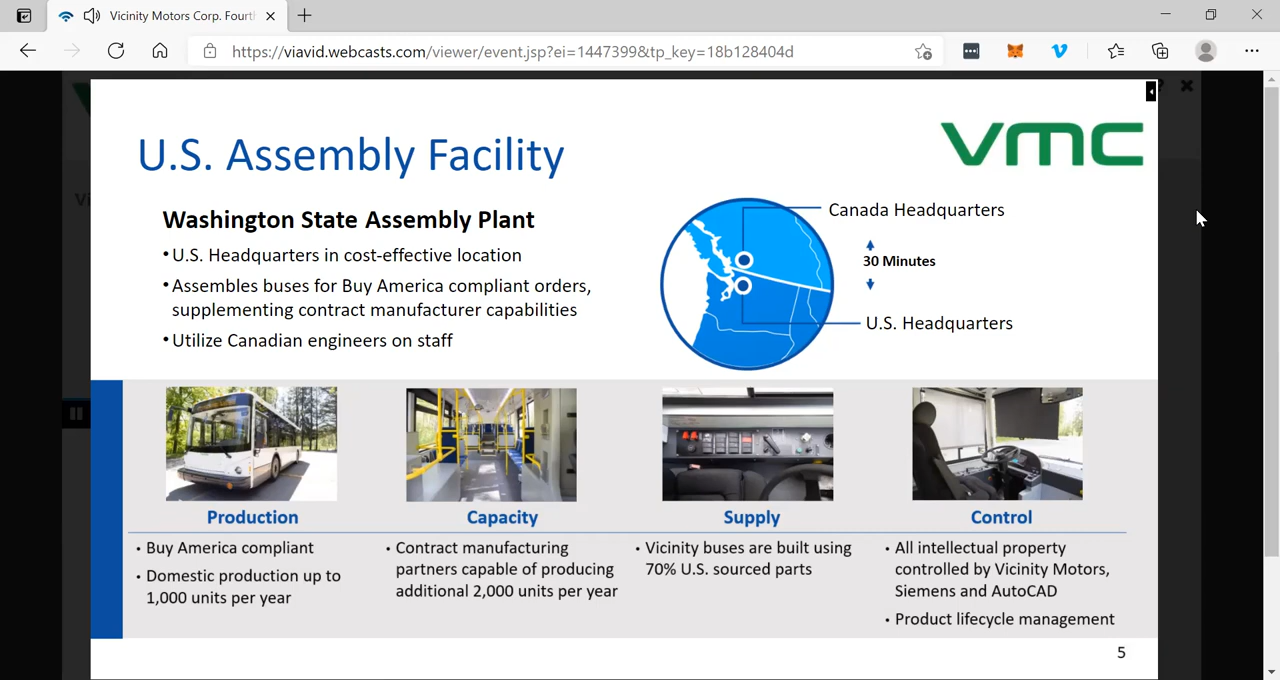 Vicinity Motors Corp. Fourth
https://viavid.webcasts.com/viewer/event.jsp?ei=1447399&tp_key=18b128404d
U.S. Assembly Facility
VMC
Washington State Assembly Plant
• U.S. Headquarters in cost-effective location
• Assembles buses for Buy America compliant orders,
supplementing contract manufacturer capabilities
• Utilize Canadian engineers on staff
Canada Headquarters
30 Minutes
U.S. Headquarters
Production
• Buy America compliant
• Domestic production up to
1,000 units per year
Capacity
• Contract manufacturing
partners capable of producing
additional 2,000 units per year
Supply
• Vicinity buses are built using
70% U.S. sourced parts
Control
• All intellectual property
controlled by Vicinity Motors,
Siemens and AutoCAD
• Product lifecycle management
5